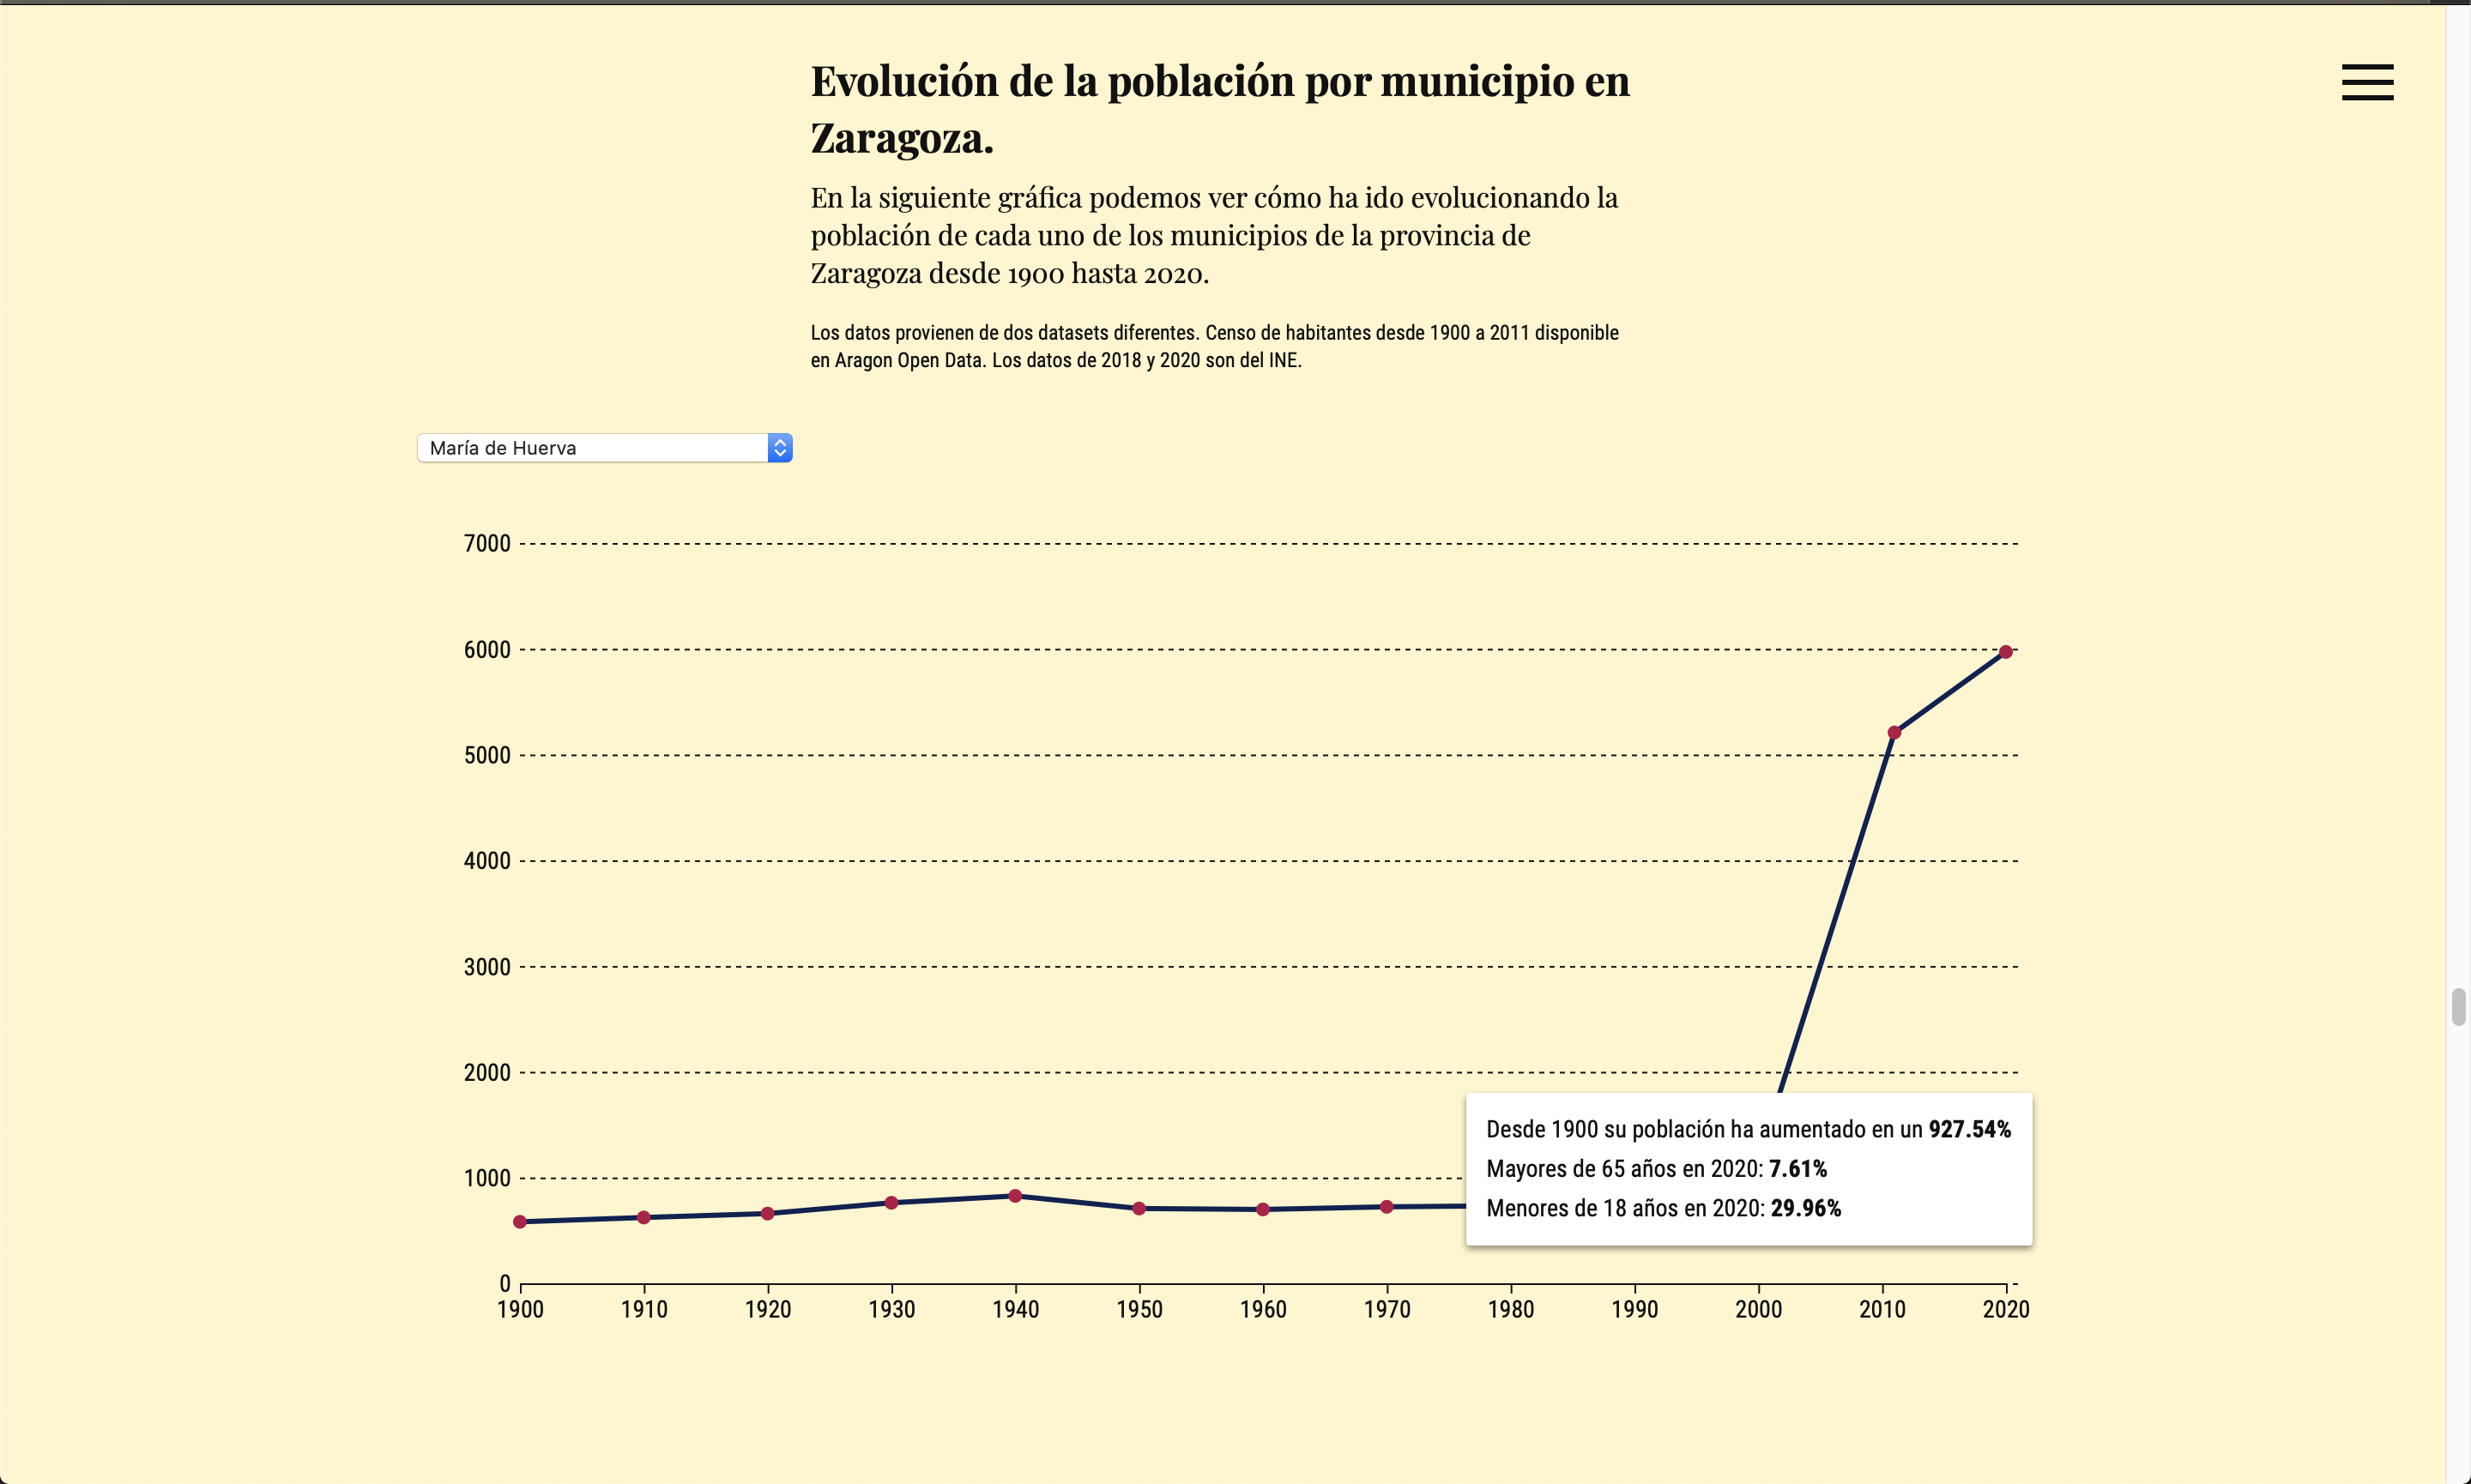 Evolución de la población por municipio en
Zaragoza.
En la siguiente gráfica podemos ver cómo ha ido evolucionando la
población de cada uno de los municipios de la provincia de
Zaragoza desde 1900 hasta 2020.
Los datos provienen de dos datasets diferentes. Censo de habitantes desde 1900 a 2011 disponible
en Aragon Open Data. Los datos de 2018 y 2020 son del INE.
María de Huerva
7000
6000
5000
4000
3000
2000
1000
0
Desde 1900 su población ha aumentado en un 927.54%
Mayores de 65 años en 2020: 7.61%
Menores de 18 años en 2020: 29.96%
1900 1910 1920 1930 1940 1950 1960 1970 1980 1990 2000 2010 2020